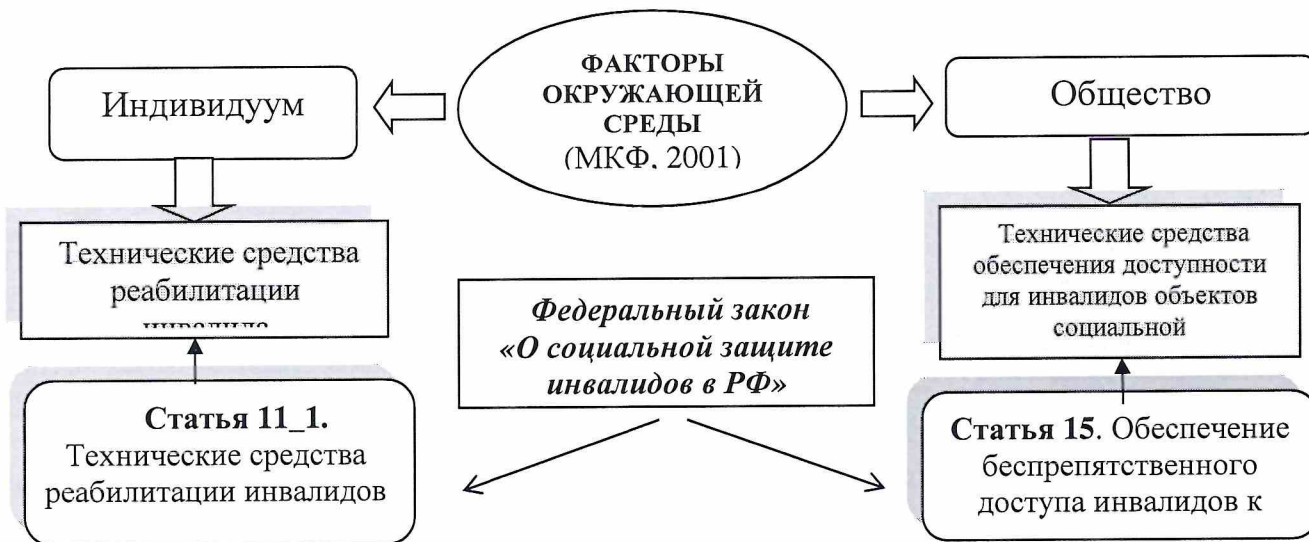 ФАКТОРЫ
ОКРУЖАЮЩЕЙ
СРЕДЫ
(МКФ, 2001)
Индивидуум
Общество
Технические средства
реабилитации
инвалида
Технические средства
обеспечения доступности
для инвалидов объектов
социальной
Федеральный закон
«О социальной защите
инвалидов в РФ»
Статья 11_1.
Технические средства
реабилитации инвалидов
Статья 15. Обеспечение
беспрепятственного
доступа инвалидов к